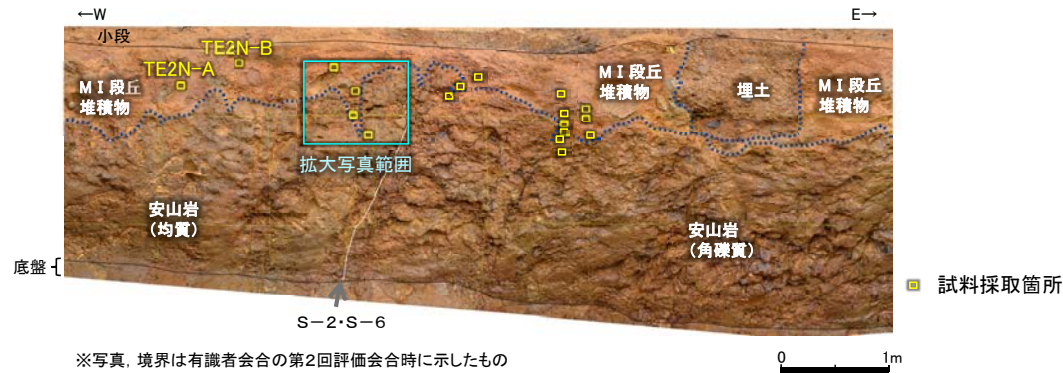 ←W
E→
小段
TE2N-B
TE2N-A
MⅠ段丘
堆積物
MⅠ段丘
堆積物
埋土
MⅠ段丘
堆積物
拡大写真範囲
安山岩
(均質)
安山岩
(角礫質)
底盤
試料採取箇所
S-2・S-6
※写真,境界は有識者会合の第2回評価会合時に示したもの
0
1m